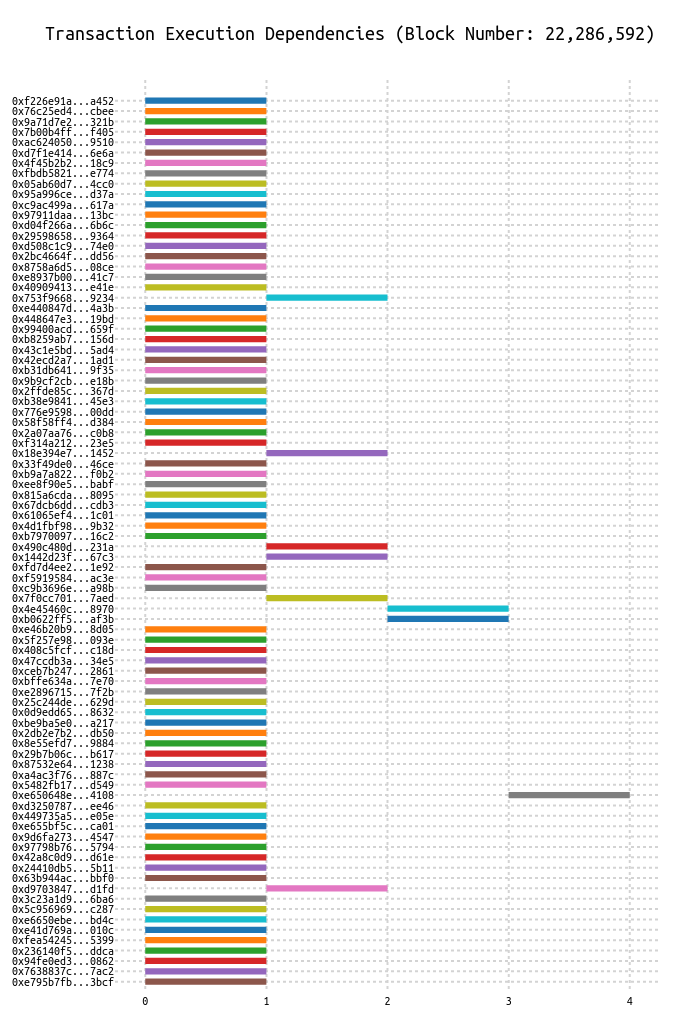 Transaction Execution Dependencies (Block Number: 22,286,592)
0xf226e91a...a452
0x76c25ed4...cbee
0x9a71d7e2...321b
0x7b00b4ff...f405
0xac624050...9510
0xd7f1e414...6e6a
0x4f45b2b2...18c9
0xfbdb5821...e774
0x05ab60d7...4cc0
0x95a996ce...d37a
0xc9ac499a...617a
0x97911daa...13bc
0xd04f266a...6b6c
0x29598658...9364
0xd508c1c9...74e0
0x2bc4664f...dd56
0x8758a6d5...08ce
0xe8937b00...41c7
0x40909413...e41e
0x753f9668...9234
0xe440847d...4a3b
0x448647e3...19bd
0x99400acd...659f
0xb8259ab7...156d
0x43c1e5bd...5ad4
0x42ecd2a7...1ad1
0xb31db641...9f35
0x9b9cf2cb...e18b
0x2ffde85c...367d
0xb38e9841...45e3
0x776e9598...00dd
0x58f58ff4...d384
0x2a07aa76...c0b8
0xf314a212...23e5
0x18e394e7...1452
0x33f49de0...46ce
0xb9a7a822...f0b2
0xee8f90e5...babf
0x815a6cda...8095
0x67dcb6dd...cdb3
0x61065ef4...1c01
0x4d1fbf98...9b32
0xb7970097...16c2
0x490c480d...231a
0x1442d23f...67c3
0xfd7d4ee2...1e92
0xf5919584...ac3e
0xc9b3696e...a98b
0x7f0cc701...7aed
0x4e45460c...8970
0xb0622ff5...af3b
0xe46b20b9...8d05
0x5f257e98...093e
0x408c5fcf...c18d
0x47ccdb3a...34e5
0xceb7b247...2861
0xbffe634a...7e70
0xe2896715...7f2b
0x25c244de...629d
0x0d9edd65...8632
0xbe9ba5e0...a217
0x2db2e7b2...db50
0x8e55efd7...9884
0x29b7b06c...b617
0x87532e64...1238
0xa4ac3f76...887c
0x5482fb17...d549
0xe650648e...4108
0xd3250787...ee46
0x449735a5...e05e
0xe655bf5c...ca01
0x9d6fa273...4547
0x97798b76...5794
0x42a8c0d9...d61e
0x24410db5...5b11
0x63b944ac...bbf0
0xd9703847...d1fd
0x3c23a1d9...6ba6
0x5c956969...c287
0xe6650ebe...bd4c
0xe41d769a...010c
0xfea54245...5399
0x236140f5...ddca
0x94fe0ed3...0862
0x7638837c...7ac2
0xe795b7fb...3bcf
0 1 2 3 4